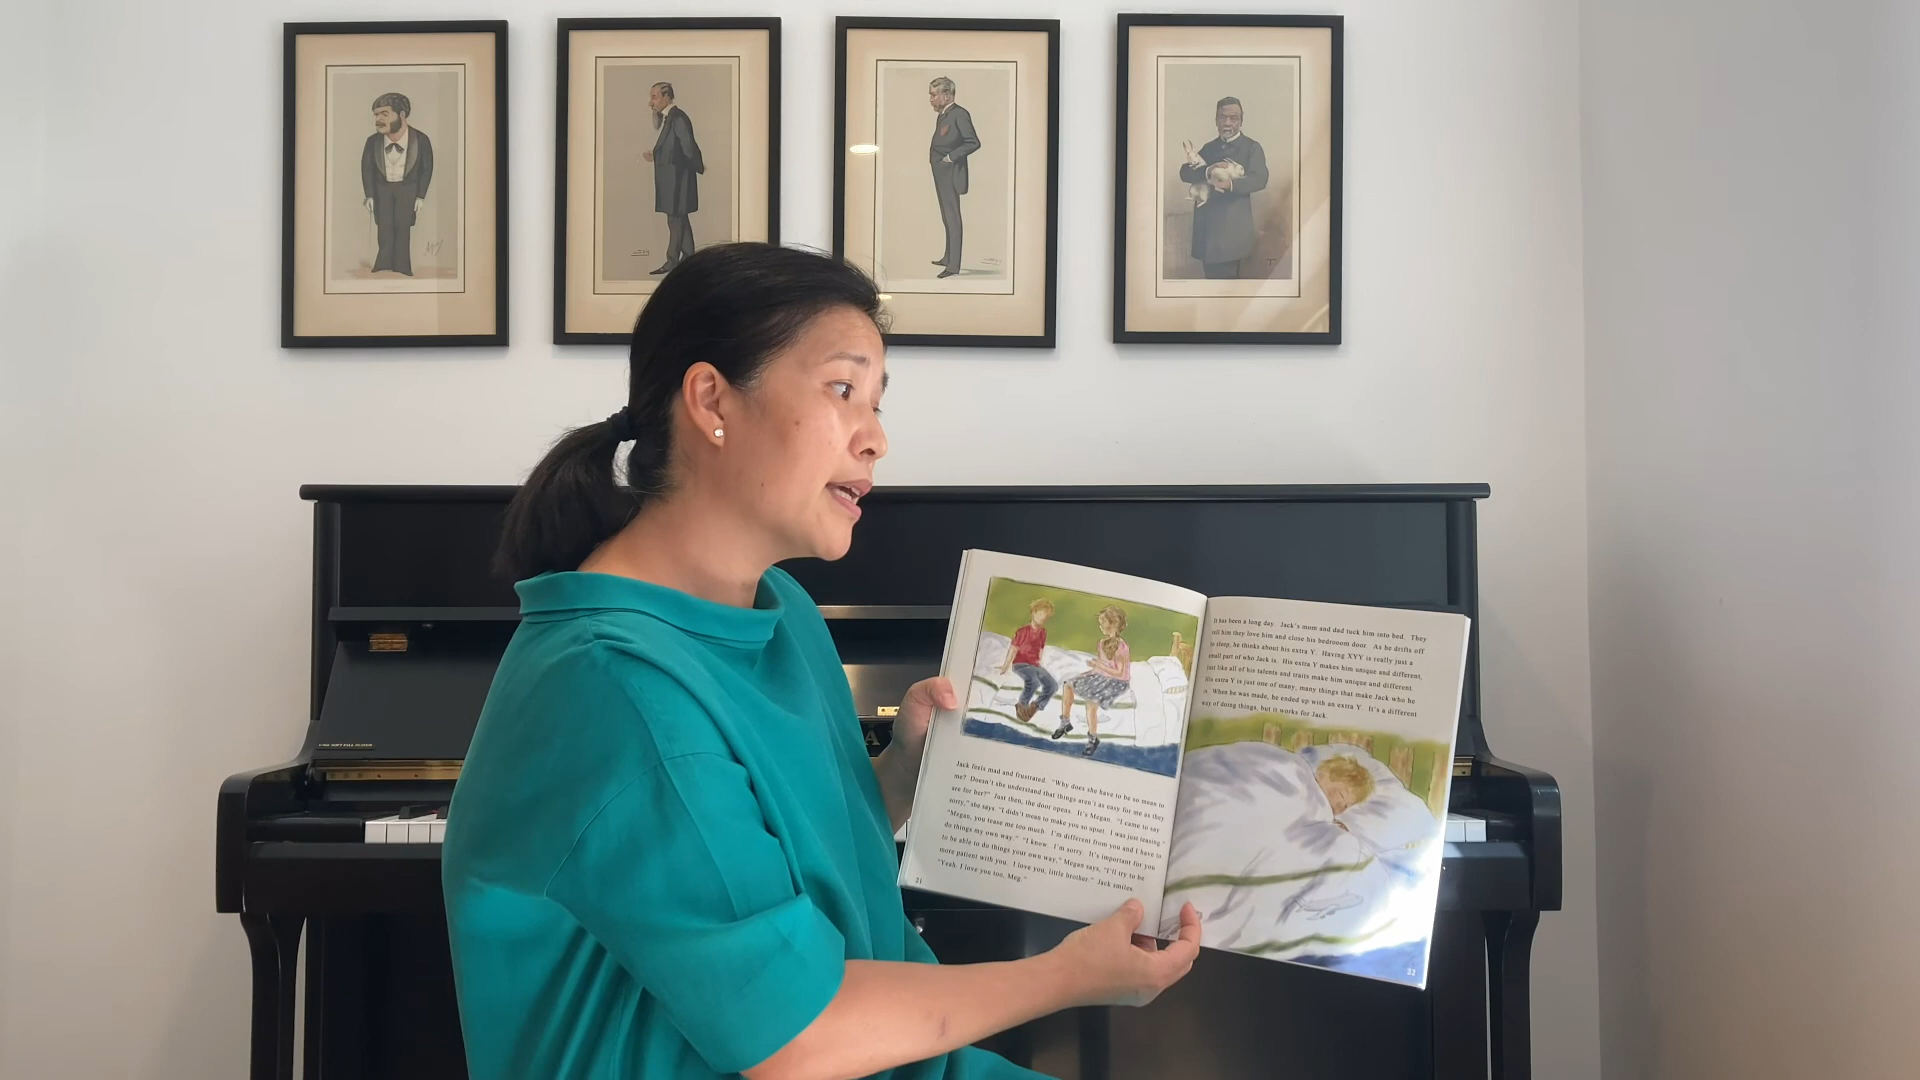 Jack feels mad and frustrated. "Why does she have to be so mean to
me? Doesn't she understand that things aren't as easy for me as they
are for her?" Just then, the door opens. It's Megan. "I came to say
sorry," she says. "I didn't mean to make you so upset. I was just teasing."
"Megan, you tease me too much. I'm different from you and I have to
do things my own way." "I know. I'm sorry. It's important for you
to be able to do things your own way," Megan says, "I'll try to be
more patient with you. I love you, little brother." Jack smiles.
"Yeah. I love you too, Meg."
21
It has been a long day. Jack's mom and dad tuck him into bed. They
tell him they love him and close his bedrooom door. As he drifts off
to sleep, he thinks about his extra Y. Having XYY is really just a
small part of who Jack is. His extra Y makes him unique and different,
just like all of his talents and traits make him unique and different.
His extra Y is just one of many, many things that make Jack who he
is. When he was made, he ended up with an extra Y. It's a different
way of doing things, but it works for Jack.
22